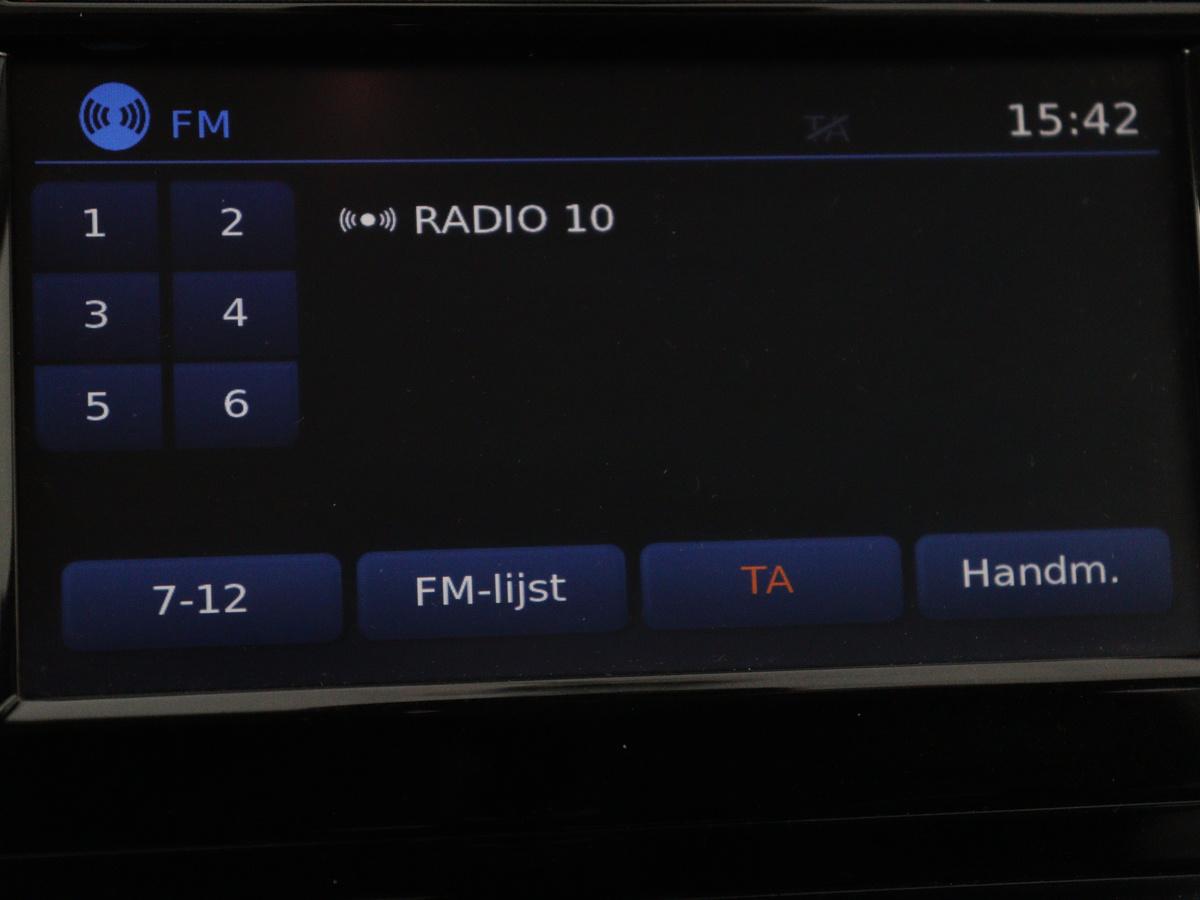 FM TA 15:42
1 2 RADIO 10
3 4
5 6
7-12 FM-lijst TA Handm.